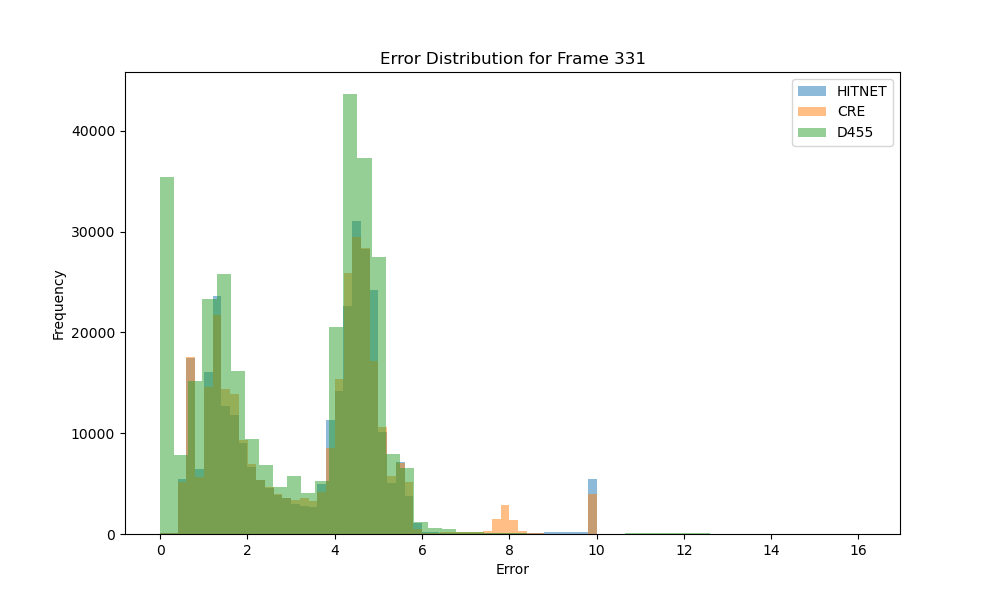 Error Distribution for Frame 331
HITNET
CRE
D455
40000
30000
20000
10000
0
Frequency
0 2 4 6 8 10 12 14 16
Error